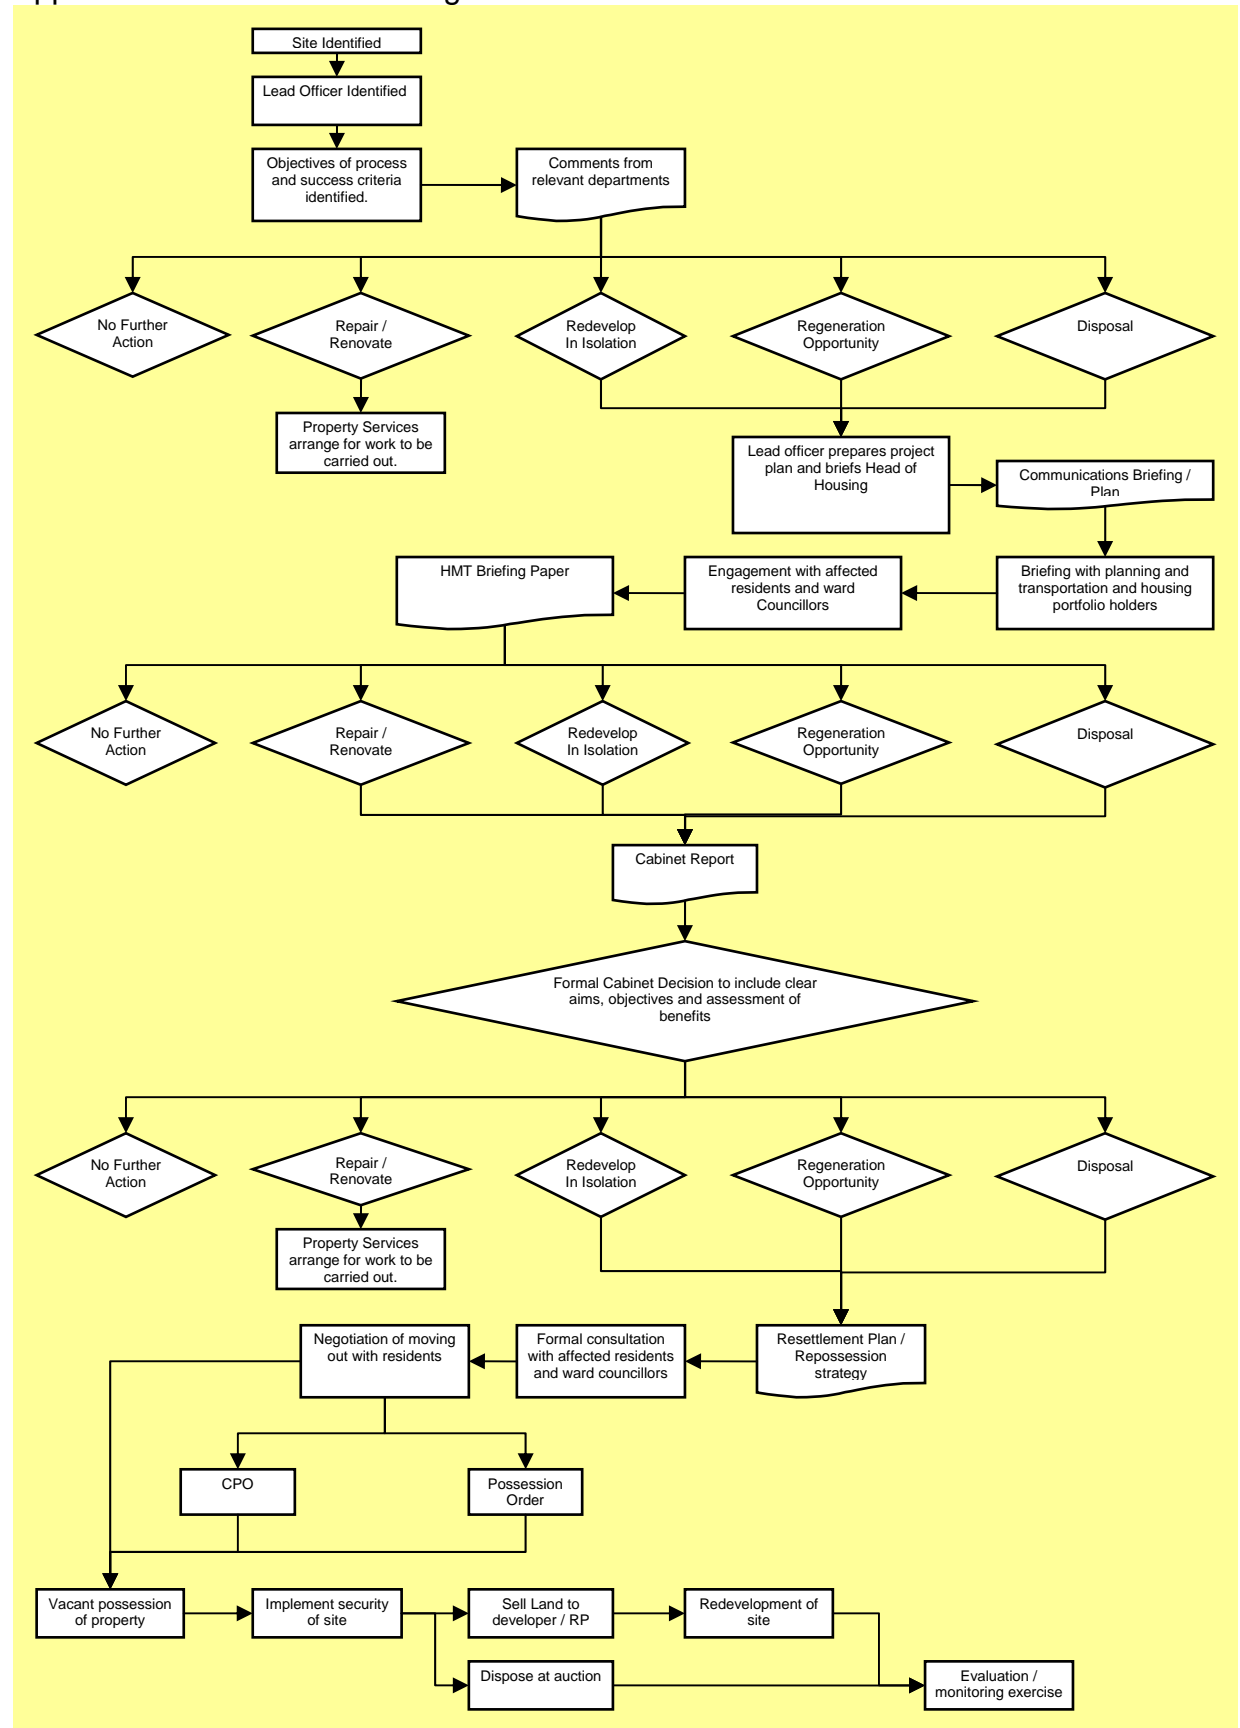 Site Identified
Lead Officer Identified
Objectives of process
and success criteria
identified.
Comments from
relevant departments
No Further
Action
Repair /
Renovate
Redevelop
In Isolation
Regeneration
Opportunity
Disposal
Property Services
arrange for work to be
carried out.
Lead officer prepares project
plan and briefs Head of
Housing
Communications Briefing /
Plan
HMT Briefing Paper
Engagement with affected
residents and ward
Councillors
Briefing with planning and
transportation and housing
portfolio holders
No Further
Action
Repair /
Renovate
Redevelop
In Isolation
Regeneration
Opportunity
Disposal
Cabinet Report
Formal Cabinet Decision to include clear
aims, objectives and assessment of
benefits
No Further
Action
Repair /
Renovate
Redevelop
In Isolation
Regeneration
Opportunity
Disposal
Property Services
arrange for work to be
carried out.
Negotiation of moving
out with residents
Formal consultation
with affected residents
and ward councillors
Resettlement Plan /
Repossession
strategy
CPO
Possession
Order
Vacant possession
of property
Implement security
of site
Sell Land to
developer / RP
Redevelopment of
site
Dispose at auction
Evaluation /
monitoring exercise